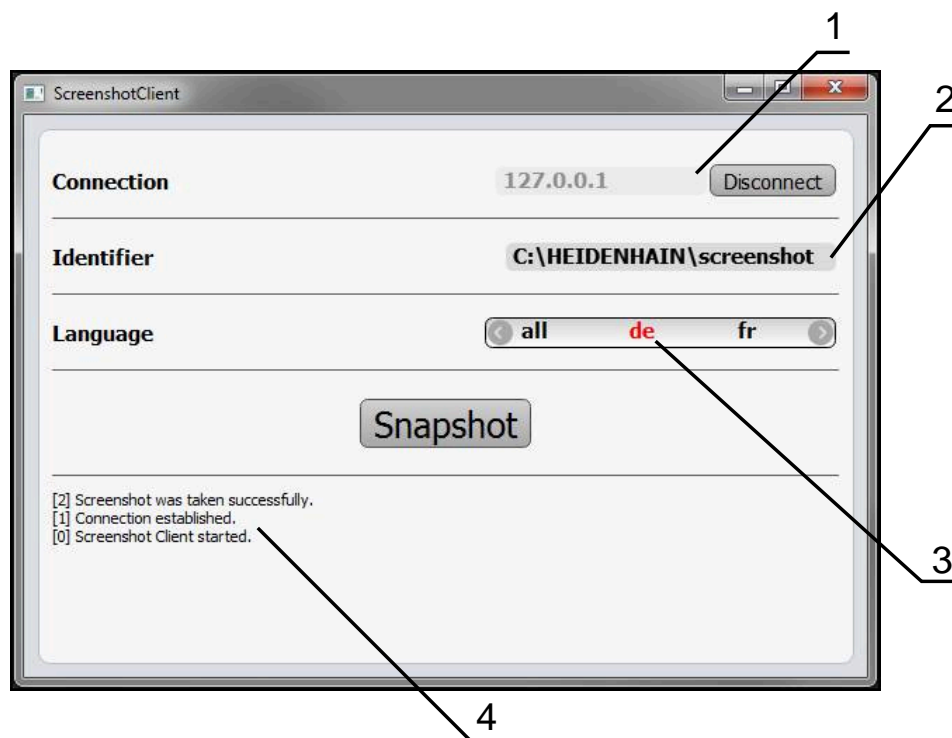 1
ScreenshotClient
2
Connection 127.0.0.1 Disconnect
Identifier C:\HEIDENHAIN\screenshot
Language all de fr
Snapshot
[2] Screenshot was taken successfully.
[1] Connection established.
[0] Screenshot Client started.
3
4